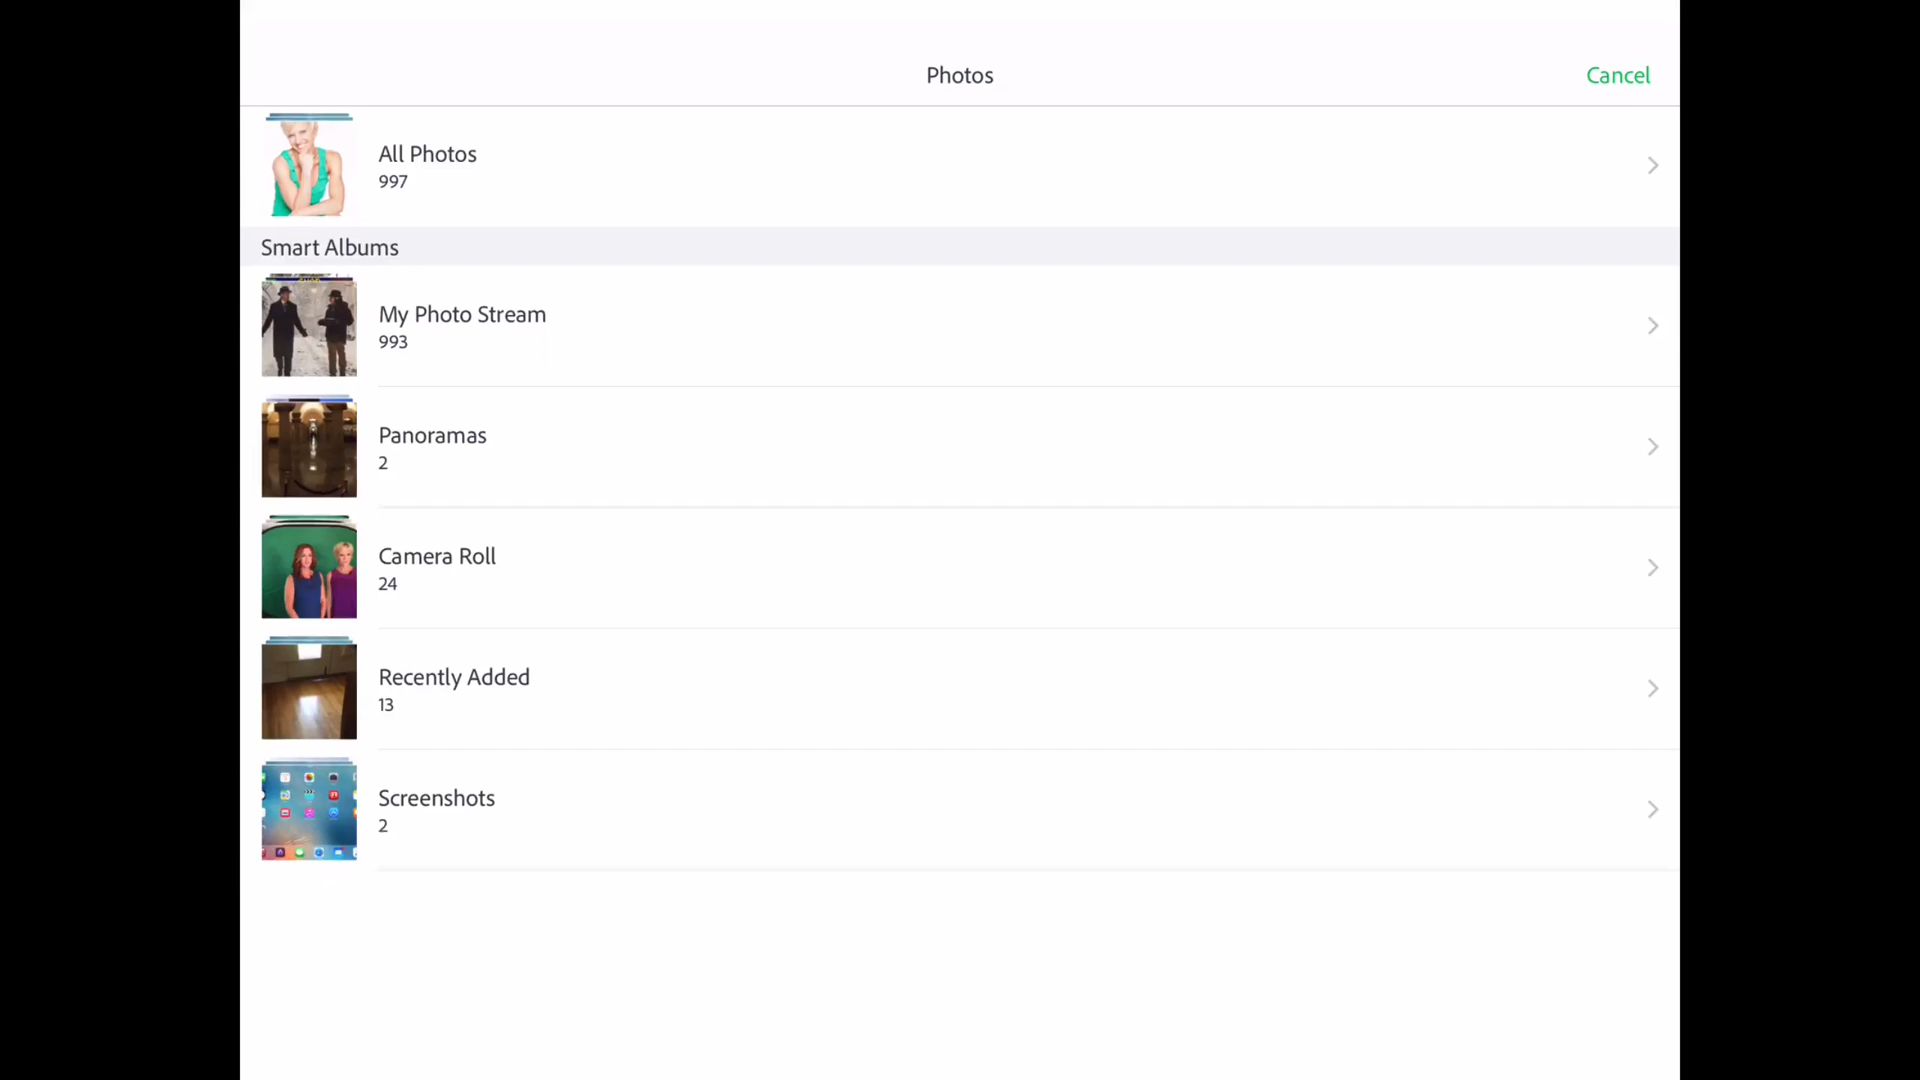 Photos
Cancel
All Photos
997
Smart Albums
My Photo Stream
993
Panoramas
2
Camera Roll
24
Recently Added
13
Screenshots
2